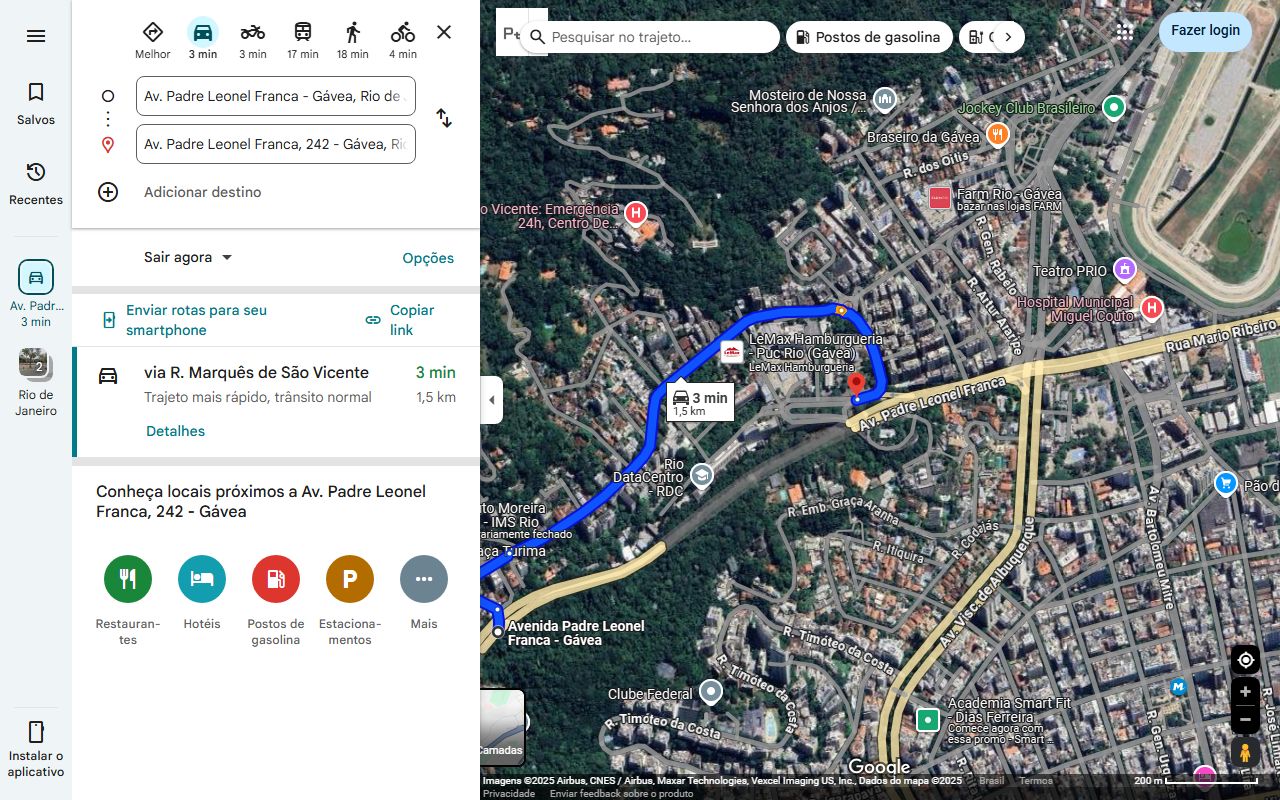 Salvos
Recentes
Av. Padr...
3 min
2
Rio de
Janeiro
Instalar o
aplicativo
Melhor
3 min
3 min
17 min
18 min
4 min
Av. Padre Leonel Franca - Gávea, Rio de
Av. Padre Leonel Franca, 242 - Gávea, Ri
Adicionar destino
Sair agora
Opções
Enviar rotas para seu
smartphone
Copiar
link
via R. Marquês de São Vicente
3 min
Trajeto mais rápido, trânsito normal
1,5 km
Detalhes
Conheça locais próximos a Av. Padre Leonel
Franca, 242 - Gávea
Restauran-
tes
Hotéis
Postos de
gasolina
P
Estaciona-
mentos
Mais
Pesquisar no trajeto...
Postos de gasolina
Fazer login
Mosteiro de Nossa
Senhora dos Anjos /...
Jockey Club Brasileiro
Braseiro da Gávea
R. dos Oitis
Farm Rio - Gávea
bazar nas lojas FARM
o Vicente: Emergência
24h, Centro De...
H
R. Gen. Rabelo
Teatro PRIO
R. Artur Araripe
Hospital Municipal
Miguel Couto
H
Rua Mario Ribeiro
LeMax Hamburgueria
- Puc Rio (Gávea)
LeMax Hamburgueria
3 min
1,5 km
Av. Padre Leonel Franca
Rio
DataCentro
- RDC
Pão d
ito Moreira
- IMS Rio
ariamente fechado
aça Turima
R. Emb. Graça Aranha
R. Itiquira
R. Codajás
Av. Bartolomeu Mitre
Av. Visc. de Albuquerque
Avenida Padre Leonel
Franca - Gávea
R. Timóteo da Costa
R. Timóteo da Costa
Clube Federal
R. Timóteo da Costa
M
Academia Smart Fit
- Dias Ferreira
Comece agora com
essa promo - Smart ...
R. Gen. Urq
R. José Lin
Camadas
Google
Imagens ©2025 Airbus, CNES / Airbus, Maxar Technologies, Vexcel Imaging US, Inc., Dados do mapa ©2025
Brasil
Termos
200 m
Privacidade
Enviar feedback sobre o produto